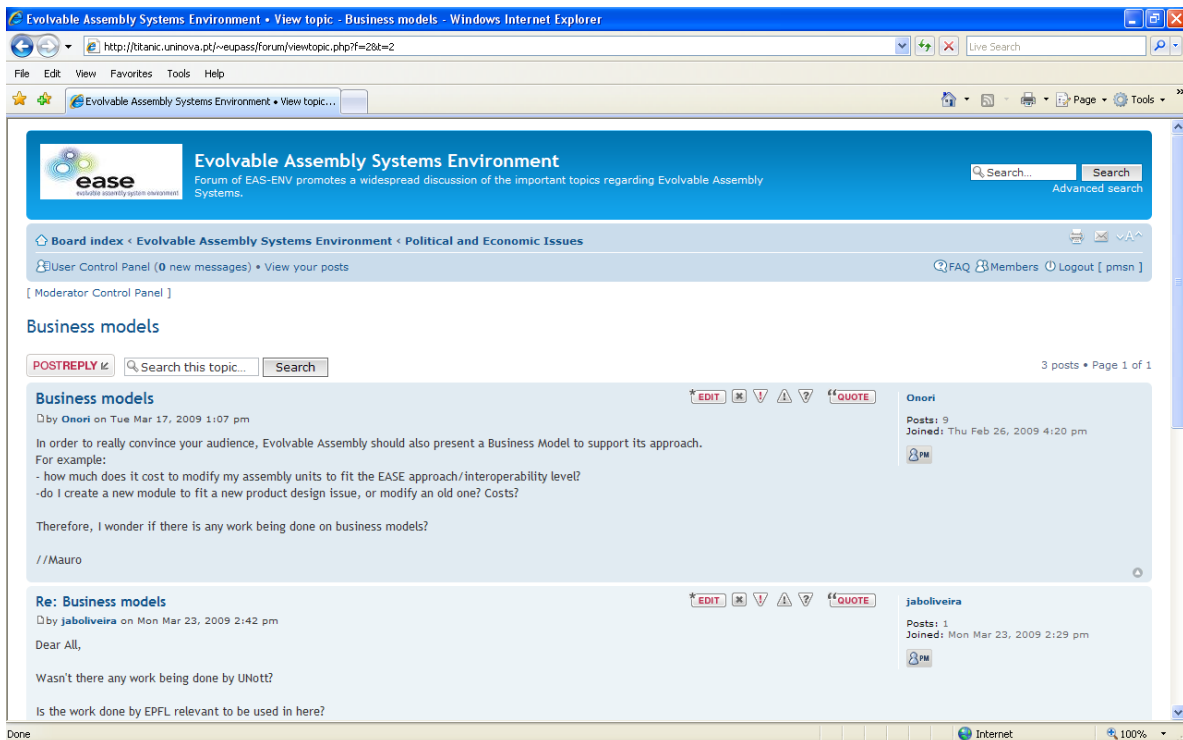 Evolvable Assembly Systems Environment • View topic - Business models - Windows Internet Explorer
http://titanic.uninova.pt/~eupass/forum/viewtopic.php?f=2&t=2
Live Search
File Edit View Favorites Tools Help
Evolvable Assembly Systems Environment • View topic...
Page Tools »
ease
evolvable assembly system environment
Evolvable Assembly Systems Environment
Forum of EAS-ENV promotes a widespread discussion of the important topics regarding Evolvable Assembly
Systems.
Search... Search
Advanced search
Board index ‹ Evolvable Assembly Systems Environment ‹ Political and Economic Issues
User Control Panel (0 new messages) • View your posts
FAQ Members Logout [ pmsn ]
[ Moderator Control Panel ]
Business models
POSTREPLY Search this topic... Search
3 posts • Page 1 of 1
Business models
EDIT QUOTE
by Onori on Tue Mar 17, 2009 1:07 pm
In order to really convince your audience, Evolvable Assembly should also present a Business Model to support its approach.
For example:
- how much does it cost to modify my assembly units to fit the EASE approach/interoperability level?
-do I create a new module to fit a new product design issue, or modify an old one? Costs?
Therefore, I wonder if there is any work being done on business models?
//Mauro
Onori
Posts: 9
Joined: Thu Feb 26, 2009 4:20 pm
PM
Re: Business models
EDIT QUOTE
by jaboliveira on Mon Mar 23, 2009 2:42 pm
Dear All,
Wasn't there any work being done by UNott?
Is the work done by EPFL relevant to be used in here?
jaboliveira
Posts: 1
Joined: Mon Mar 23, 2009 2:29 pm
PM
Done
Internet
100%